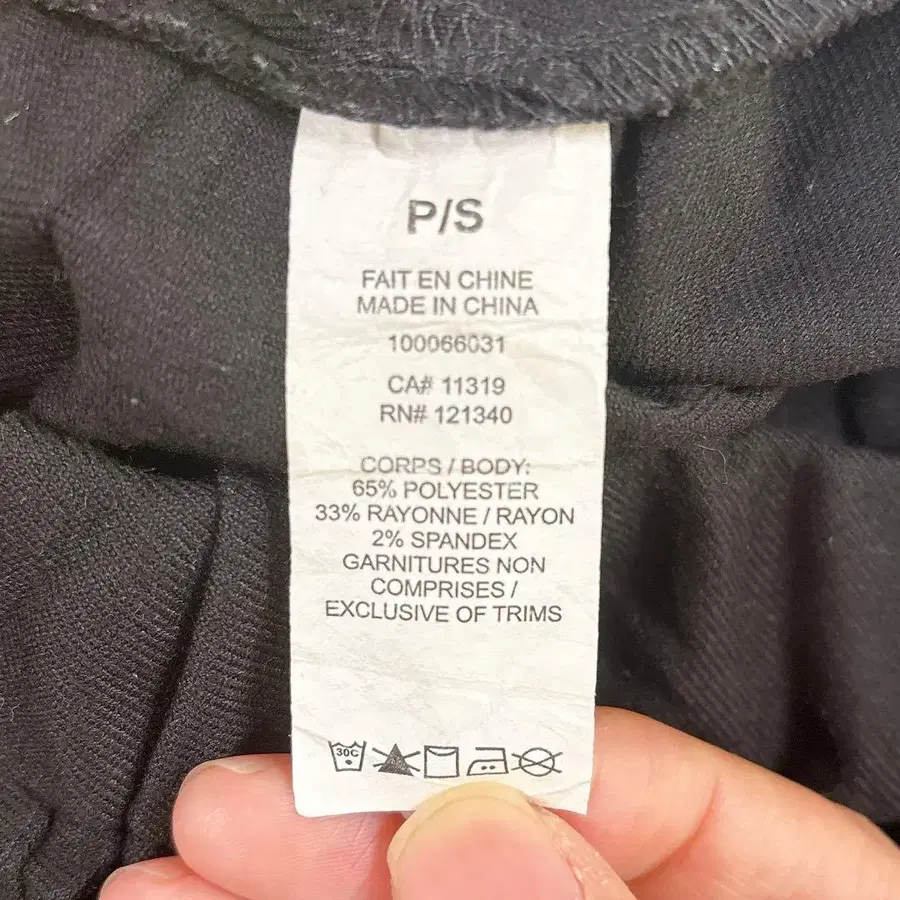 P/S
FAIT EN CHINE
MADE IN CHINA
100066031
CA# 11319
RN# 121340
CORPS / BODY:
65% POLYESTER
33% RAYONNE / RAYON
2% SPANDEX
GARNITURES NON
COMPRISES /
EXCLUSIVE OF TRIMS
30C